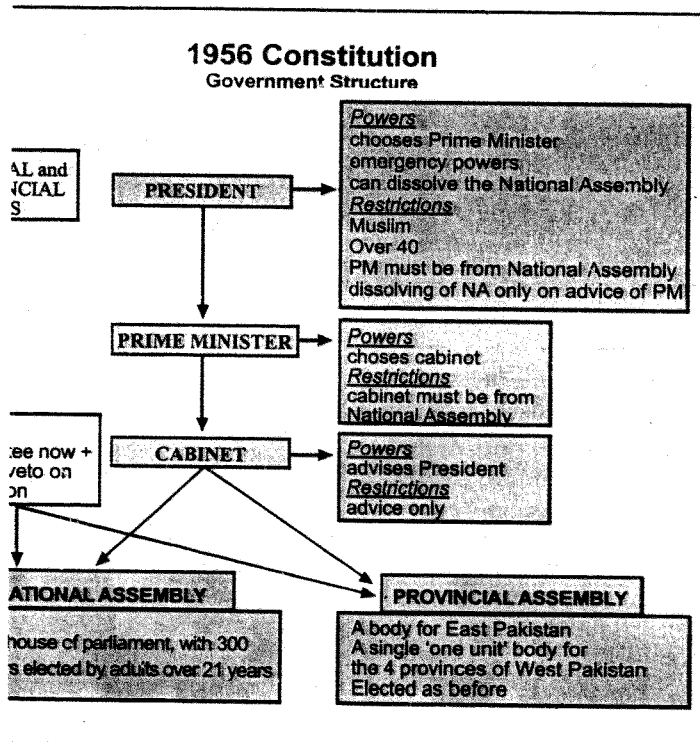 1956 Constitution
Government Structure
AL and
NCIAL
S
PRESIDENT
Powers
chooses Prime Minister
emergency powers
can dissolve the National Assembly
Restrictions
Muslim
Over 40
PM must be from National Assembly
dissolving of NA only on advice of PM
PRIME MINISTER
Powers
choses cabinet
Restrictions
cabinet must be from
National Assembly
tee now +
veto on
on
CABINET
Powers
advises President
Restrictions
advice only
ATIONAL ASSEMBLY
house of parliament, with 300
s elected by adults over 21 years
PROVINCIAL ASSEMBLY
A body for East Pakistan
A single 'one unit' body for
the 4 provinces of West Pakistan
Elected as before